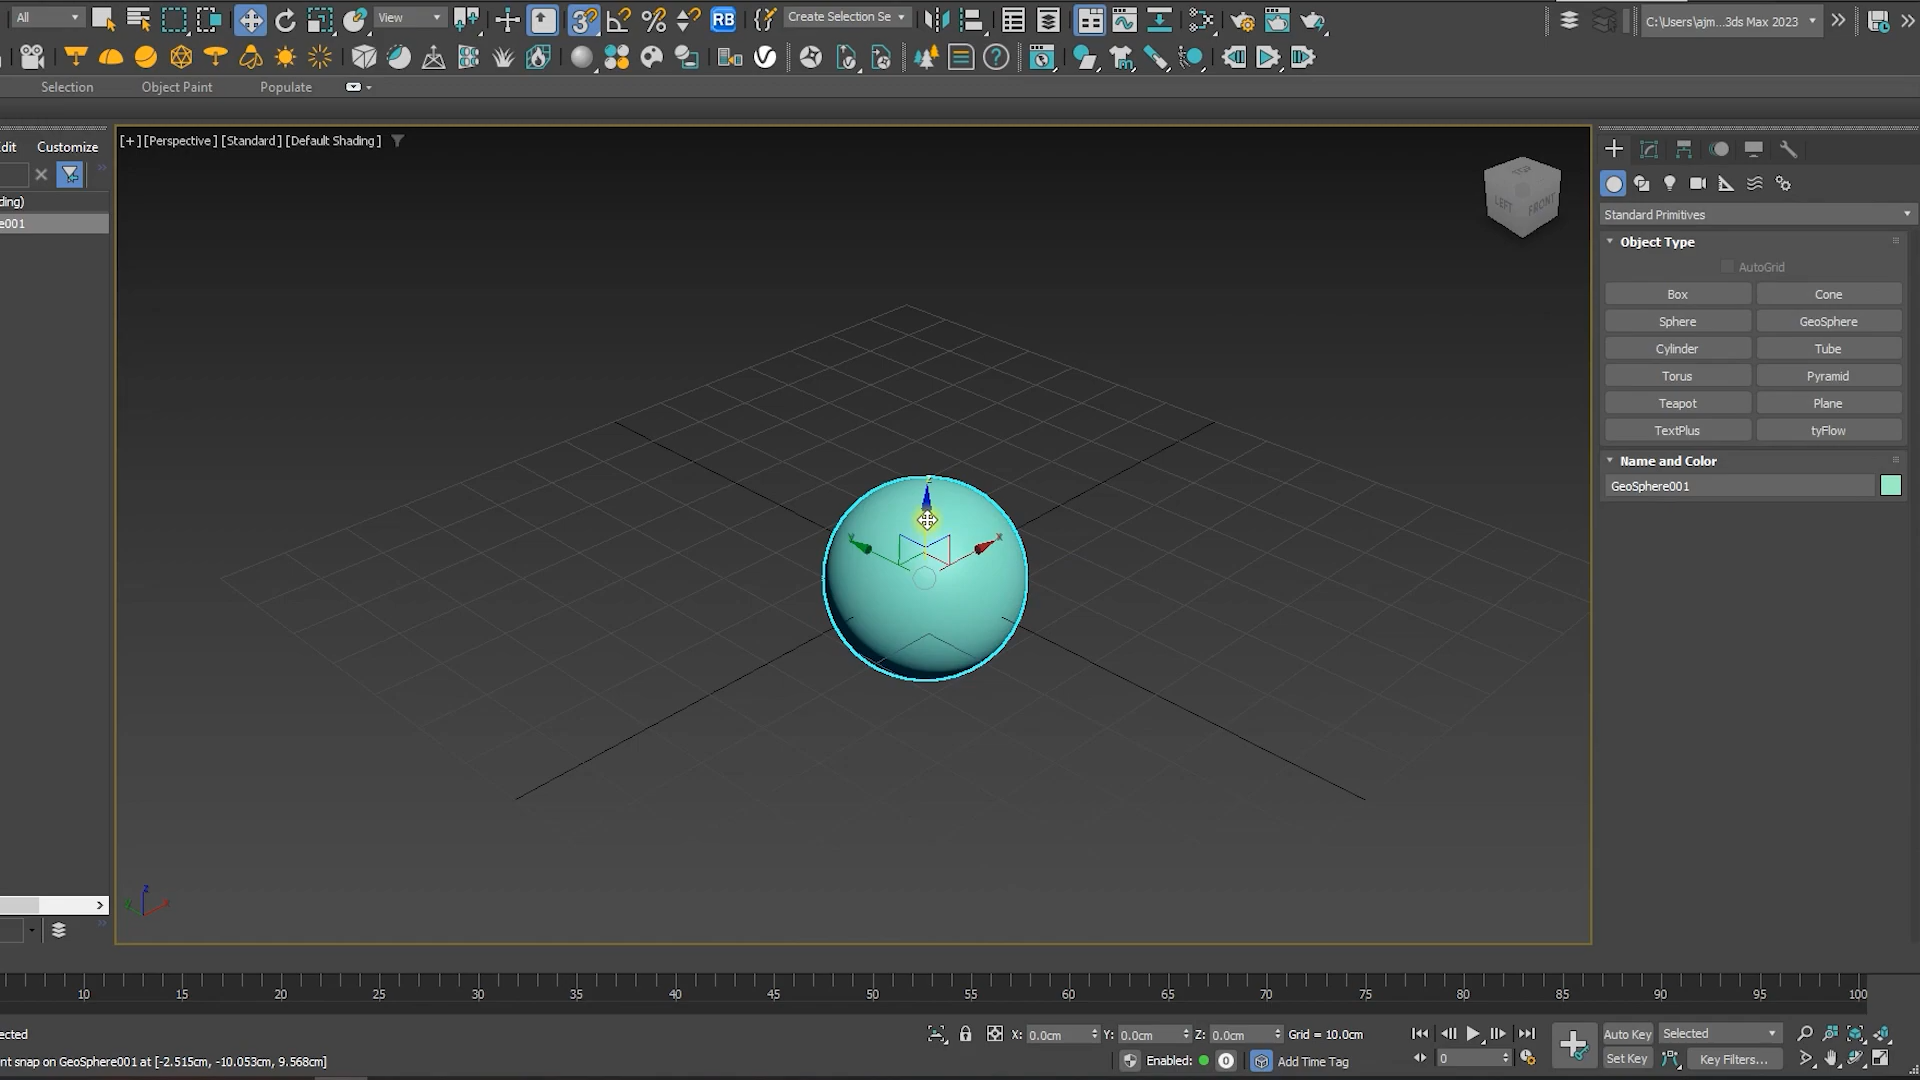 All View RB Create Selection Se C:\Users\ajm...3ds Max 2023
Selection Object Paint Populate
dit Customize
ding)
e001
[+][Perspective][Standard][Default Shading]
TOP
LEFT FRONT
z
y x
z
y x
Standard Primitives
Object Type
AutoGrid
Box Cone
Sphere GeoSphere
Cylinder Tube
Torus Pyramid
Teapot Plane
TextPlus tyFlow
Name and Color
GeoSphere001
10 15 20 25 30 35 40 45 50 55 60 65 70 75 80 85 90 95 100
ected X: 0.0cm Y: 0.0cm Z: 0.0cm Grid = 10.0cm Auto Key Selected
nt snap on GeoSphere001 at [-2.515cm, -10.053cm, 9.568cm] Enabled: 0 Add Time Tag 0 Set Key Key Filters...